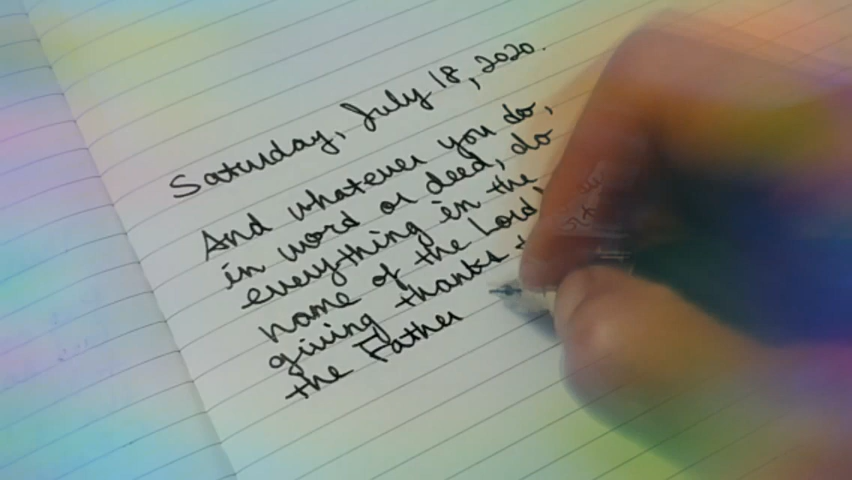 Saturday, July 18, 2020.
And whatever you do,
in word or deed, do
everything in the
name of the Lord
giving thanks
the Father